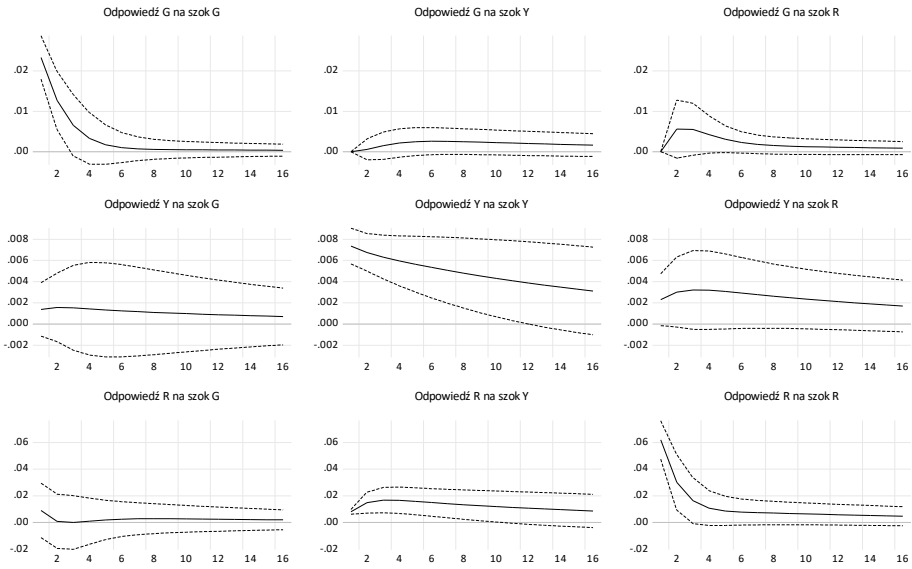 Odpowiedź G na szok G
Odpowiedź G na szok Y
Odpowiedź G na szok R
.02
.01
.00
2 4 6 8 10 12 14 16
.02
.01
.00
2 4 6 8 10 12 14 16
.02
.01
.00
2 4 6 8 10 12 14 16
Odpowiedź Y na szok G
Odpowiedź Y na szok Y
Odpowiedź Y na szok R
.008
.006
.004
.002
.000
-.002
2 4 6 8 10 12 14 16
.008
.006
.004
.002
.000
-.002
2 4 6 8 10 12 14 16
.008
.006
.004
.002
.000
-.002
2 4 6 8 10 12 14 16
Odpowiedź R na szok G
Odpowiedź R na szok Y
Odpowiedź R na szok R
.06
.04
.02
.00
-.02
2 4 6 8 10 12 14 16
.06
.04
.02
.00
-.02
2 4 6 8 10 12 14 16
.06
.04
.02
.00
-.02
2 4 6 8 10 12 14 16